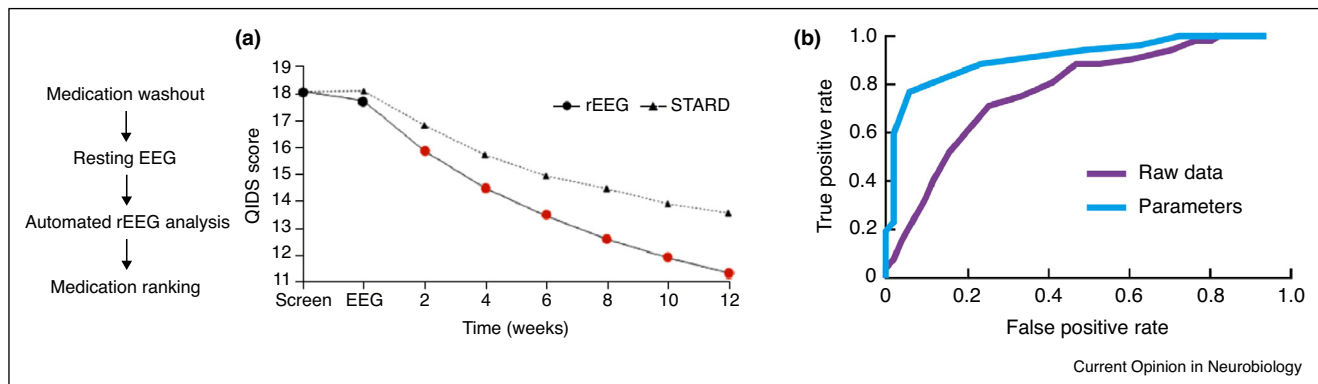 Medication washout
Resting EEG
Automated rEEG analysis
Medication ranking
(a)
19
18
17
16
15
14
13
12
11
QIDS score
rEEG
STARD
Screen EEG 2 4 6 8 10 12
Time (weeks)
(b)
1.0
0.8
0.6
0.4
0.2
0
True positive rate
Raw data
Parameters
0 0.2 0.4 0.6 0.8 1.0
False positive rate
Current Opinion in Neurobiology